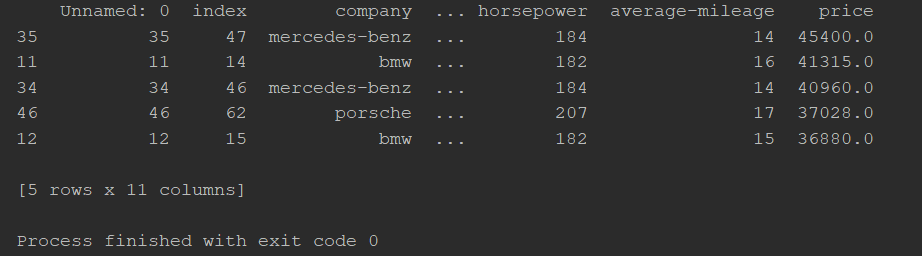 Unnamed: 0 index company ... horsepower average-mileage price
35 35 47 mercedes-benz ... 184 14 45400.0
11 11 14 bmw ... 182 16 41315.0
34 34 46 mercedes-benz ... 184 14 40960.0
46 46 62 porsche ... 207 17 37028.0
12 12 15 bmw ... 182 15 36880.0
[5 rows x 11 columns]
Process finished with exit code 0